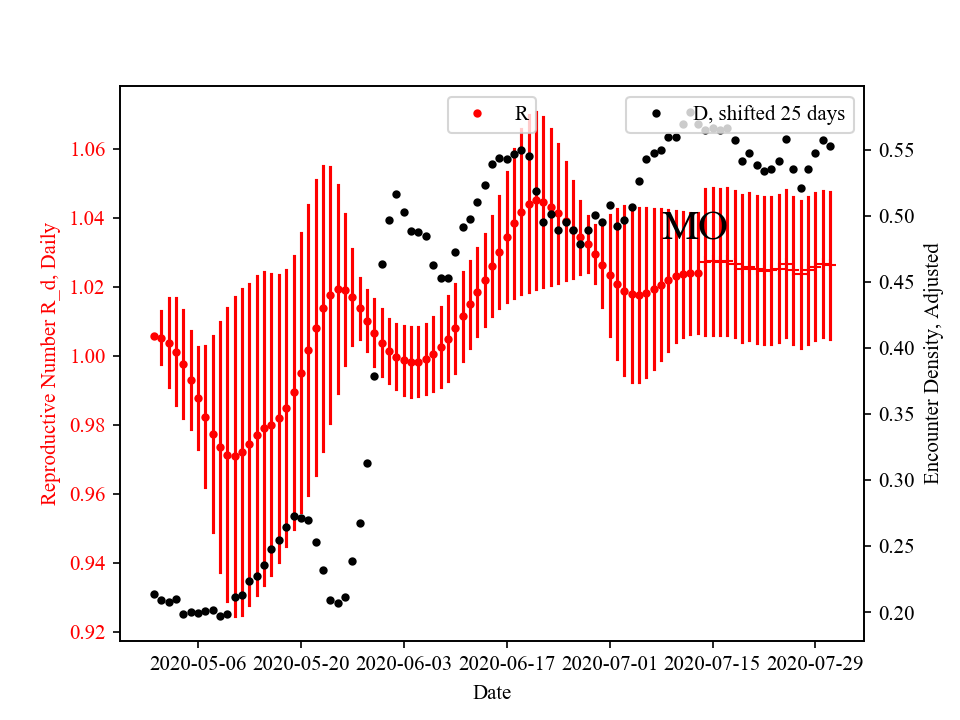 R
D, shifted 25 days
MO
Reproductive Number R_d, Daily
1.06
1.04
1.02
1.00
0.98
0.96
0.94
0.92
0.55
0.50
0.45
0.40
0.35
0.30
0.25
0.20
Encounter Density, Adjusted
2020-05-06 2020-05-20 2020-06-03 2020-06-17 2020-07-01 2020-07-15 2020-07-29
Date